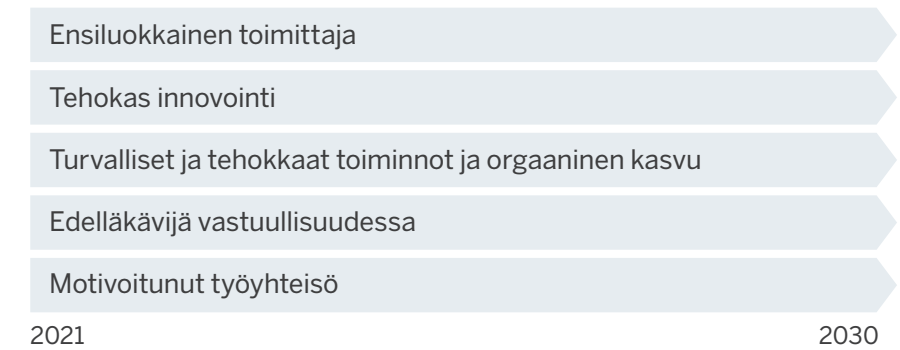 Ensiluokkainen toimittaja
Tehokas innovointi
Turvalliset ja tehokkaat toiminnot ja orgaaninen kasvu
Edelläkävijä vastuullisuudessa
Motivoitunut työyhteisö
2021 2030